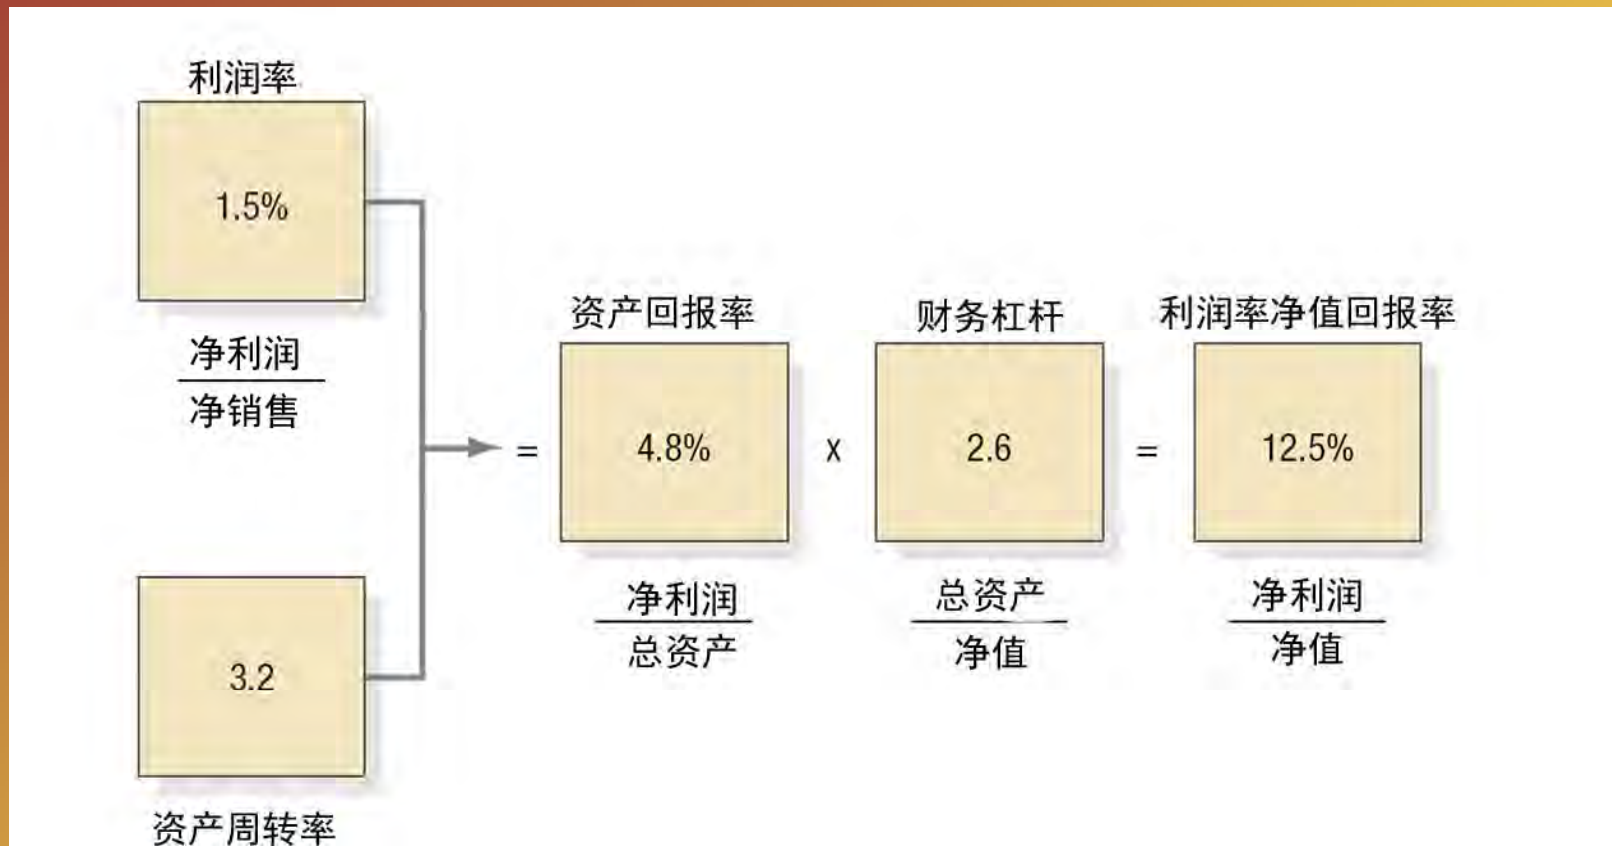 利润率
1.5%
净利润
净销售
3.2
资产周转率
=
资产回报率
4.8%
净利润
总资产
x
财务杠杆
2.6
总资产
净值
=
利润率净值回报率
12.5%
净利润
净值